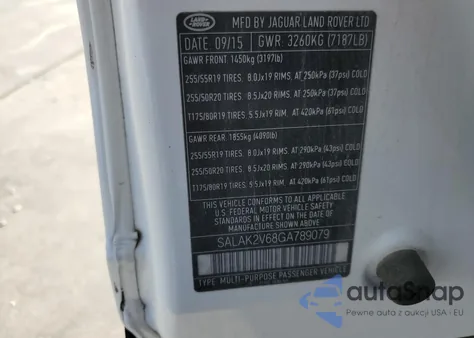 LAND ROVER
MFD BY JAGUAR LAND ROVER LTD
DATE 09/15 GWR: 3260KG (7187LB)
GAWR FRONT: 1450kg (3197lb)
255/55R19 TIRES: 8.0Jx19 RIMS, AT 250kPa (37psi) COLD
255/50R20 TIRES: 8.5Jx20 RIMS, AT 250kPa (37psi) COLD
T175/80R19 TIRES: 5.5Jx19 RIMS, AT 420kPa (61psi) COLD
GAWR REAR: 1855kg (4090lb)
255/55R19 TIRES: 8.0Jx19 RIMS, AT 290kPa (43psi) COLD
255/50R20 TIRES: 8.5Jx20 RIMS, AT 290kPa (43psi) COLD
T175/80R19 TIRES: 5.5Jx19 RIMS, AT 420kPa (61psi) COLD
THIS VEHICLE CONFORMS TO ALL APPLICABLE
U.S. FEDERAL MOTOR VEHICLE SAFETY STANDARDS
IN EFFECT ON THE DATE OF MANUFACTURE SHOWN ABOVE
SALAK2V68GA789079
TYPE: MULTI-PURPOSE PASSENGER VEHICLE
autoSnap
Pewne auta z aukcji USA i EU